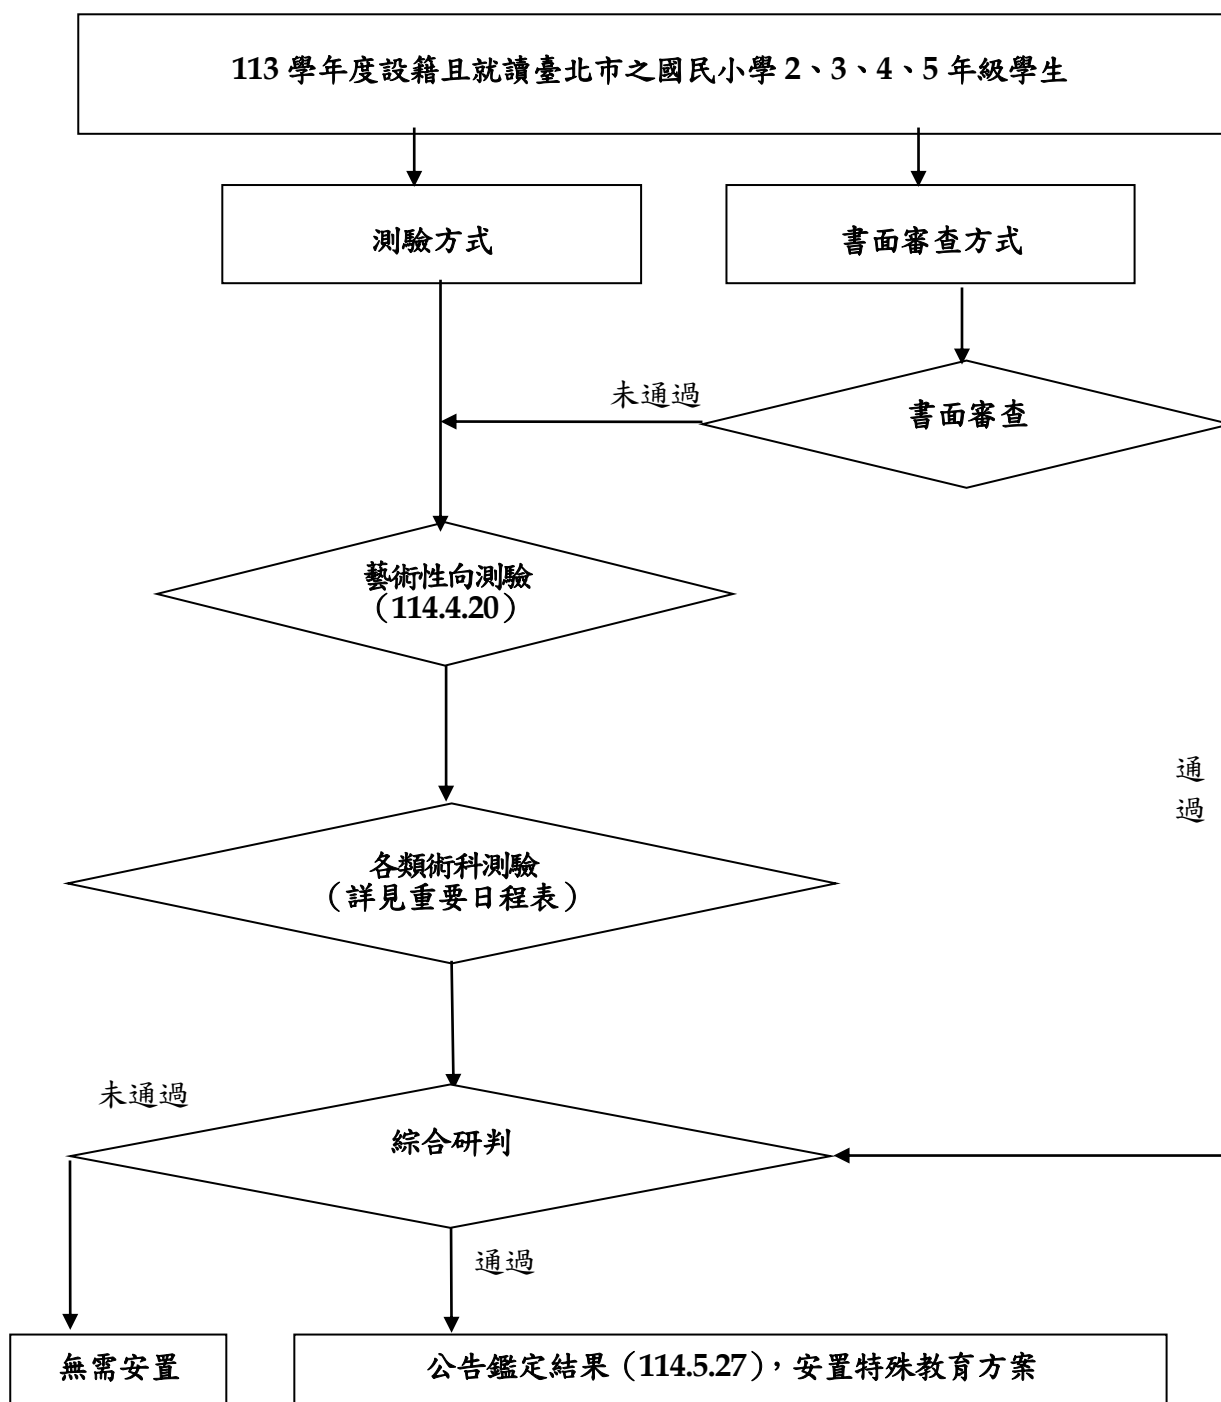 113 學年度設籍且就讀臺北市之國民小學 2、3、4、5 年級學生
測驗方式
書面審查方式
未通過
書面審查
藝術性向測驗
（114.4.20）
通
過
各類術科測驗
（詳見重要日程表）
未通過
綜合研判
通過
無需安置
公告鑑定結果（114.5.27），安置特殊教育方案